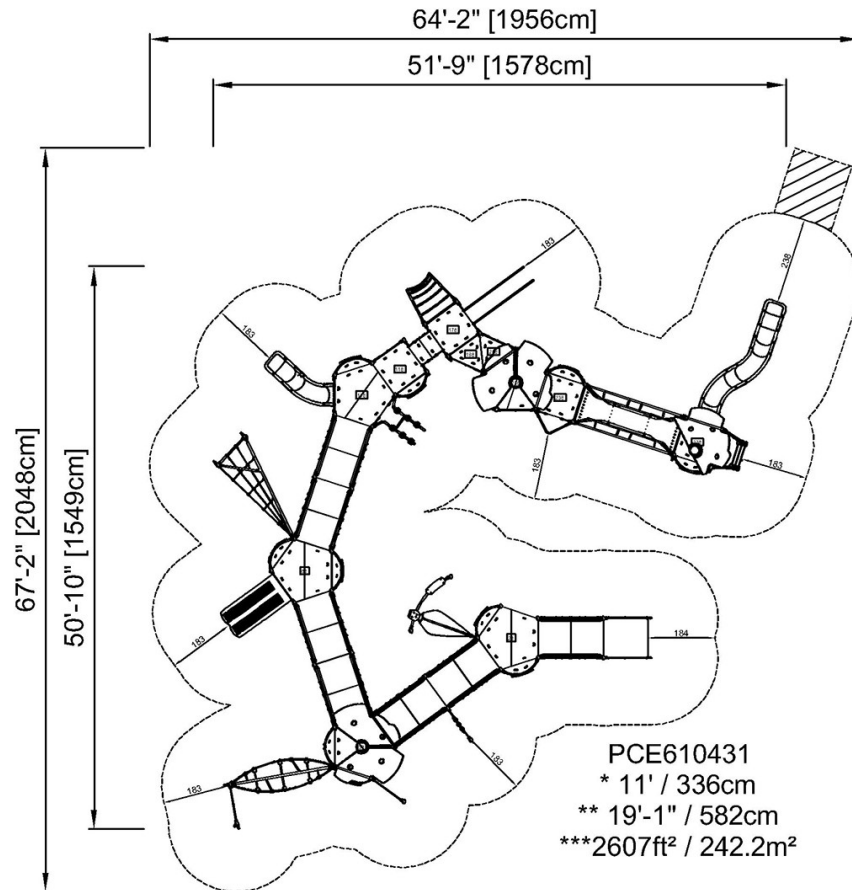 64'-2" [1956cm]
51'-9" [1578cm]
67'-2" [2048cm]
50'-10" [1549cm]
183
238
183
183
183
183
184
183
183
PCE610431
* 11' / 336cm
** 19'-1" / 582cm
***2607ft² / 242.2m²